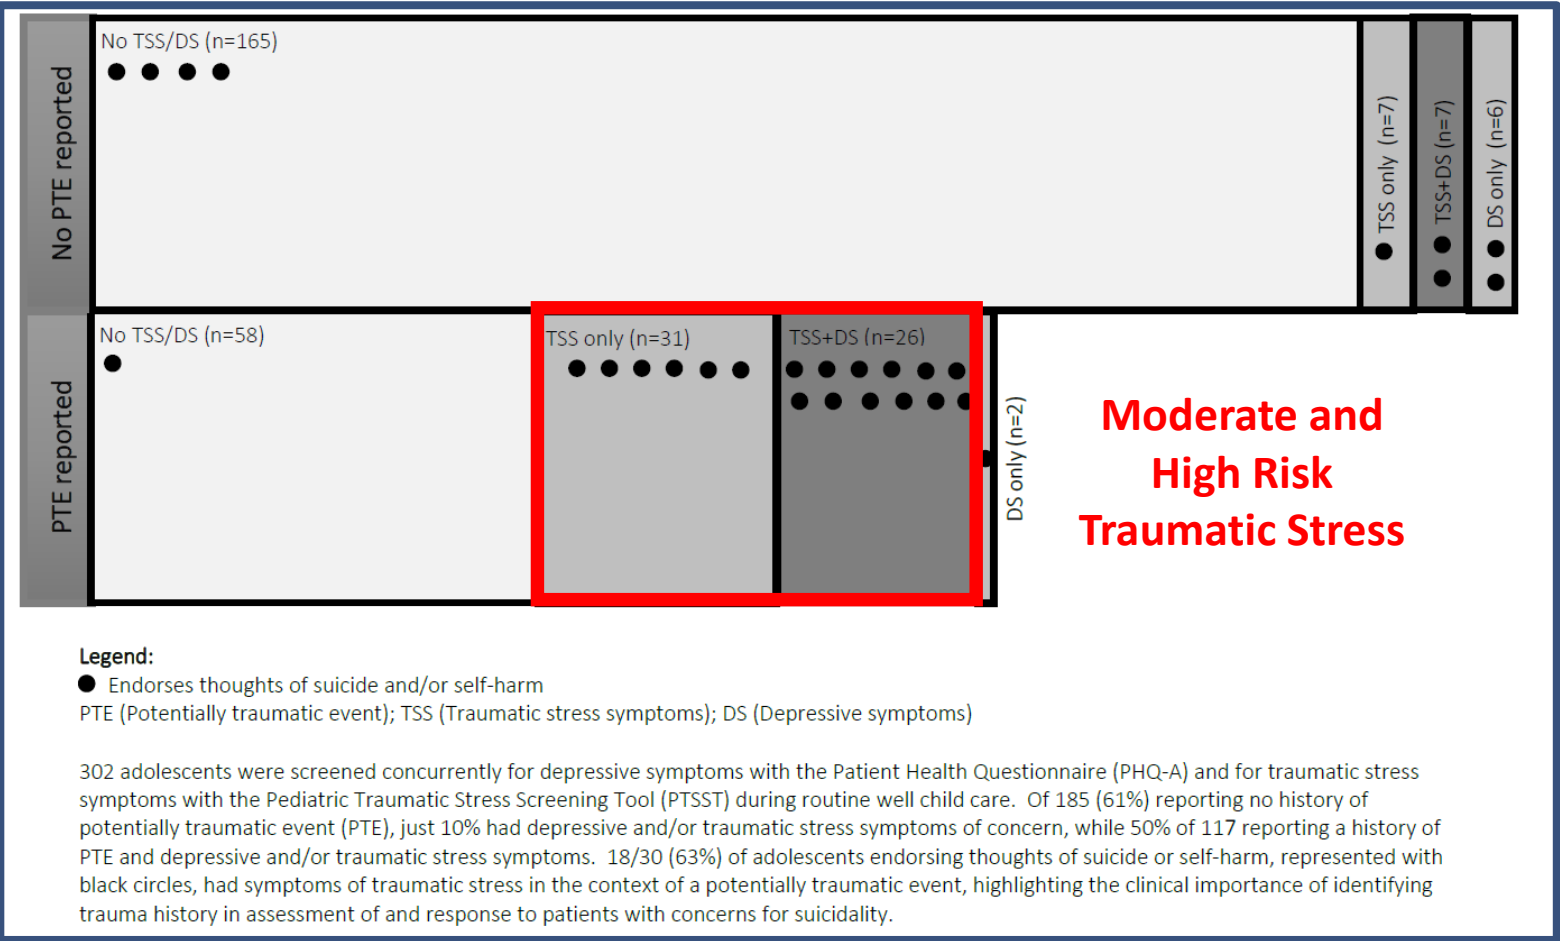 No PTE reported
No TSS/DS (n=165)
TSS only (n=7)
TSS+DS (n=7)
DS only (n=6)
PTE reported
No TSS/DS (n=58)
TSS only (n=31)
TSS+DS (n=26)
DS only (n=2)
Moderate and
High Risk
Traumatic Stress
Legend:
Endorses thoughts of suicide and/or self-harm
PTE (Potentially traumatic event); TSS (Traumatic stress symptoms); DS (Depressive symptoms)
302 adolescents were screened concurrently for depressive symptoms with the Patient Health Questionnaire (PHQ-A) and for traumatic stress
symptoms with the Pediatric Traumatic Stress Screening Tool (PTSST) during routine well child care.  Of 185 (61%) reporting no history of
potentially traumatic event (PTE), just 10% had depressive and/or traumatic stress symptoms of concern, while 50% of 117 reporting a history of
PTE and depressive and/or traumatic stress symptoms.  18/30 (63%) of adolescents endorsing thoughts of suicide or self-harm, represented with
black circles, had symptoms of traumatic stress in the context of a potentially traumatic event, highlighting the clinical importance of identifying
trauma history in assessment of and response to patients with concerns for suicidality.